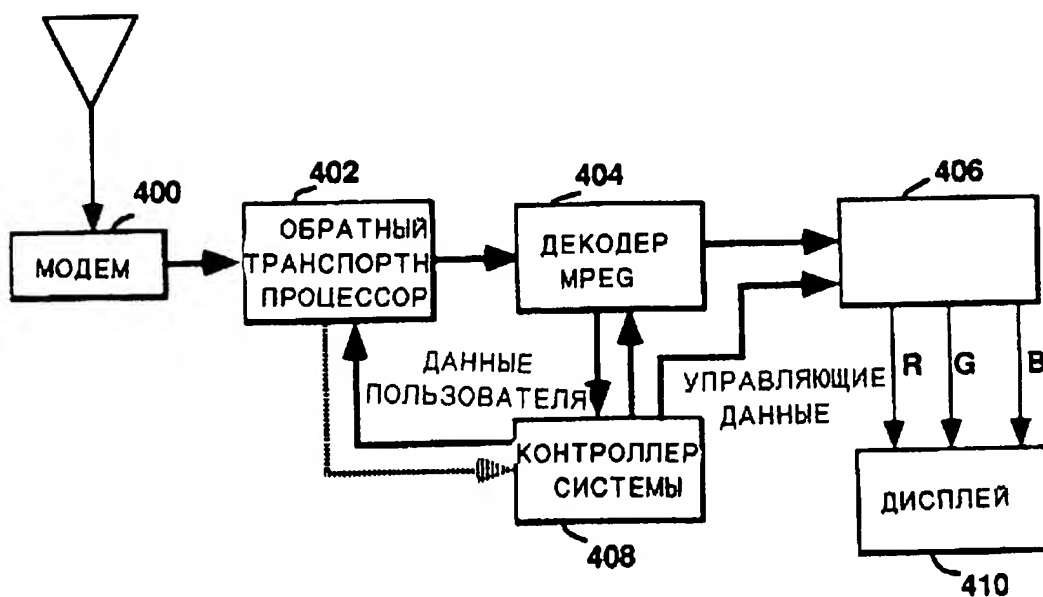 400
МОДЕМ
402
ОБРАТНЫЙ
ТРАНСПОРТН
ПРОЦЕССОР
404
ДЕКОДЕР
MPEG
406
ДАННЫЕ
ПОЛЬЗОВАТЕЛЯ
УПРАВЛЯЮЩИЕ
ДАННЫЕ
R
G
B
КОНТРОЛЛЕР
СИСТЕМЫ
408
ДИСПЛЕЙ
410